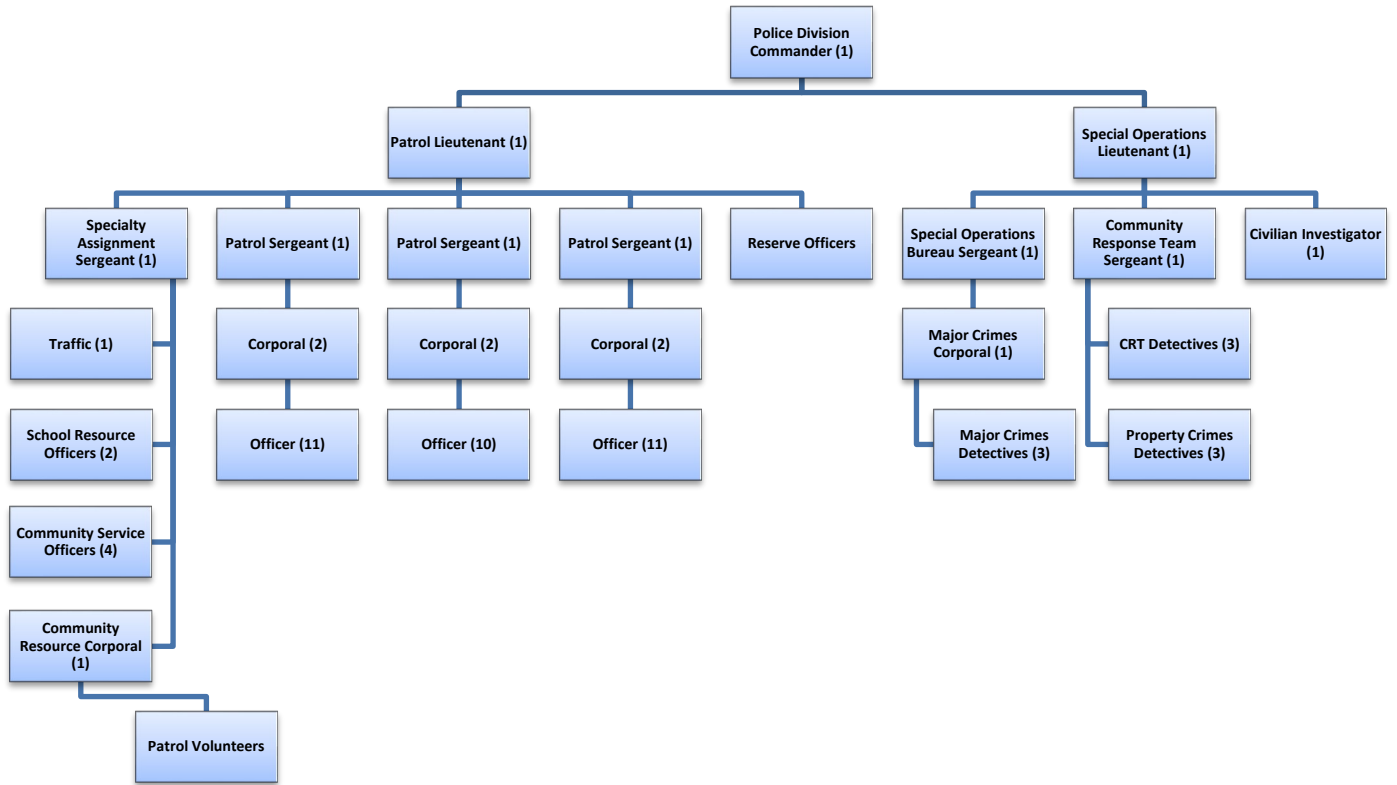 Police Division
Commander (1)
Patrol Lieutenant (1)
Special Operations
Lieutenant (1)
Specialty
Assignment
Sergeant (1)
Patrol Sergeant (1)
Patrol Sergeant (1)
Patrol Sergeant (1)
Reserve Officers
Special Operations
Bureau Sergeant (1)
Community
Response Team
Sergeant (1)
Civilian Investigator
(1)
Traffic (1)
Corporal (2)
Corporal (2)
Corporal (2)
Major Crimes
Corporal (1)
CRT Detectives (3)
School Resource
Officers (2)
Officer (11)
Officer (10)
Officer (11)
Major Crimes
Detectives (3)
Property Crimes
Detectives (3)
Community Service
Officers (4)
Community
Resource Corporal
(1)
Patrol Volunteers